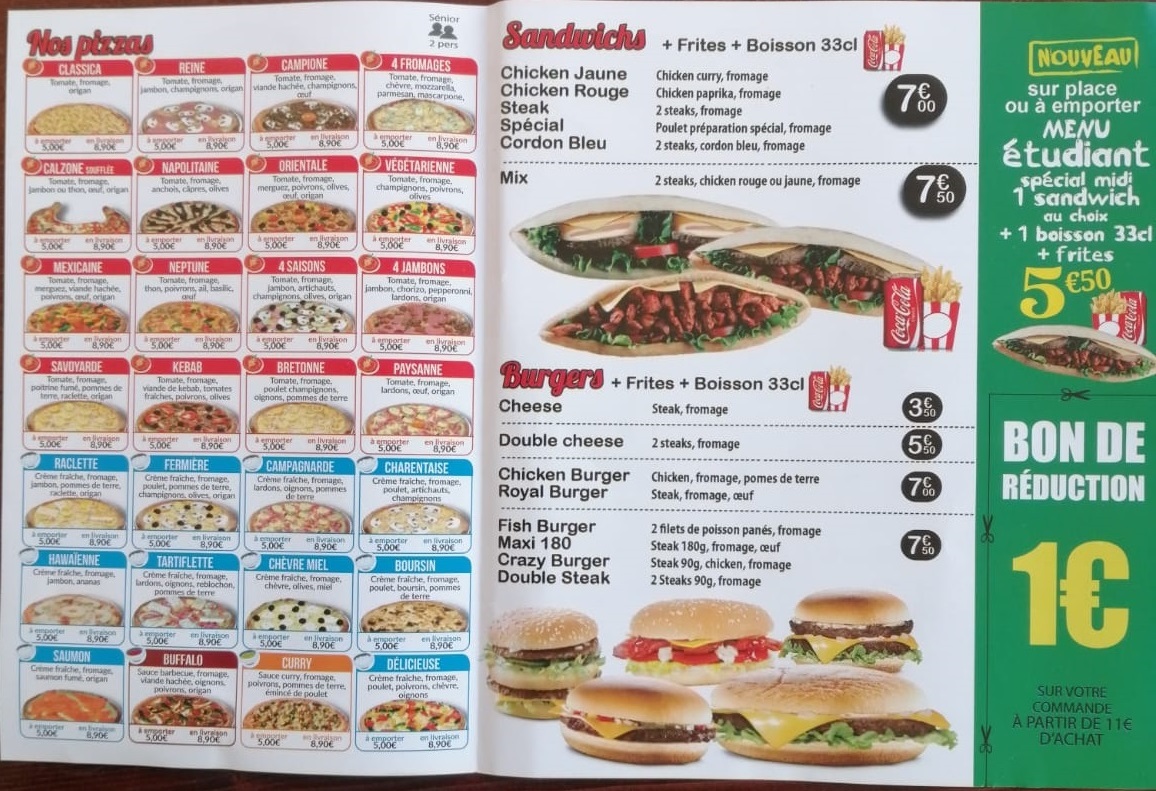 Nos pizzas
Sénior
2 pers
CLASSICA
Tomate, fromage,
origan
à emporter en livraison
5,00€ 8,90€
REINE
Tomate, fromage,
jambon, champignons, origan
à emporter en livraison
5,00€ 8,90€
CAMPIONE
Tomate, fromage,
viande hachée, champignons,
œuf
à emporter en livraison
5,00€ 8,90€
4 FROMAGES
Tomate, fromage,
chèvre, mozzarella,
parmesan, mascarpone,
à emporter en livraison
5,00€ 8,90€
CALZONE SOUFFLÉE
Tomate, fromage,
Jambon ou thon, œuf, origan
à emporter en livraison
5,00€ 8,90€
NAPOLITAINE
Tomate, fromage,
anchois, câpres, olives
à emporter en livraison
5,00€ 8,90€
ORIENTALE
Tomate, fromage,
merguez, poivrons, olives,
œuf, origan
à emporter en livraison
5,00€ 8,90€
VÉGÉTARIENNE
Tomate, fromage,
champignons, poivrons,
olives
à emporter en livraison
5,00€ 8,90€
MEXICAINE
Tomate, fromage,
merguez, viande hachée,
poivrons, œuf, origan
à emporter en livraison
5,00€ 8,90€
NEPTUNE
Tomate, fromage,
thon, poivrons, ail, basilic,
œuf
à emporter en livraison
5,00€ 8,90€
4 SAISONS
Tomate, fromage,
jambon, artichauts,
champignons, olives, origan
à emporter en livraison
5,00€ 8,90€
4 JAMBONS
Tomate, fromage,
jambon, chorizo, pepperonni,
lardons, origan
à emporter en livraison
5,00€ 8,90€
SAVOYARDE
Tomate, fromage,
poitrine fumé, pommes de
terre, raclette, origan
à emporter en livraison
5,00€ 8,90€
KEBAB
Tomate, fromage,
viande de kebab, tomates
fraîches, poivrons, olives
à emporter en livraison
5,00€ 8,90€
BRETONNE
Tomate, fromage,
poulet champignons,
oignons, pommes de terre
à emporter en livraison
5,00€ 8,90€
PAYSANNE
Tomate, fromage,
lardons, œuf, origan
à emporter en livraison
5,00€ 8,90€
RACLETTE
Crème fraîche, fromage,
jambon, pommes de terre,
raclette, origan
à emporter en livraison
5,00€ 8,90€
FERMIÈRE
Crème fraîche, fromage,
poulet, pommes de terre,
champignons, olives, origan
à emporter en livraison
5,00€ 8,90€
CAMPAGNARDE
Crème fraîche, fromage,
lardons, oignons, pommes
de terre
à emporter en livraison
5,00€ 8,90€
CHARENTAISE
Crème fraîche, fromage,
poulet, artichauts,
champignons
à emporter en livraison
5,00€ 8,90€
HAWAÏENNE
Crème fraîche, fromage,
jambon, ananas
à emporter en livraison
5,00€ 8,90€
TARTIFLETTE
Crème fraîche, fromage,
lardons, oignons, reblochon,
pommes de terre
à emporter en livraison
5,00€ 8,90€
CHÈVRE MIEL
Crème fraîche, fromage,
chèvre, olives, miel
à emporter en livraison
5,00€ 8,90€
BOURSIN
Crème fraîche, fromage,
poulet, boursin, pommes
de terre
à emporter en livraison
5,00€ 8,90€
SAUMON
Crème fraîche, fromage,
saumon fumé, origan
à emporter en livraison
5,00€ 8,90€
BUFFALO
Sauce barbecue, fromage,
viande hachée, oignons,
poivrons, origan
à emporter en livraison
5,00€ 8,90€
CURRY
Sauce curry, fromage,
poivrons, pommes de terre,
émincé de poulet
à emporter en livraison
5,00€ 8,90€
DÉLICIEUSE
Crème fraîche, fromage,
poulet, poivrons, chèvre,
oignons
à emporter en livraison
5,00€ 8,90€
Sandwichs + Frites + Boisson 33cl
Coca-Cola
Chicken Jaune Chicken curry, fromage
Chicken Rouge Chicken paprika, fromage
Steak 2 steaks, fromage
Spécial Poulet préparation spécial, fromage
Cordon Bleu 2 steaks, cordon bleu, fromage
7€00
Mix 2 steaks, chicken rouge ou jaune, fromage
7€50
Coca-Cola
Burgers + Frites + Boisson 33cl
Coca-Cola
Cheese Steak, fromage 3€50
Double cheese 2 steaks, fromage 5€50
Chicken Burger Chicken, fromage, pomes de terre
Royal Burger Steak, fromage, œuf
7€00
Fish Burger 2 filets de poisson panés, fromage
Maxi 180 Steak 180g, fromage, œuf
Crazy Burger Steak 90g, chicken, fromage
Double Steak 2 Steaks 90g, fromage
7€50
NOUVEAU
sur place
ou à emporter
MENU
étudiant
spécial midi
1 sandwich
au choix
+ 1 boisson 33cl
+ frites
5€50
Coca-Cola
BON DE
RÉDUCTION
1€
SUR VOTRE
COMMANDE
À PARTIR DE 11€
D'ACHAT